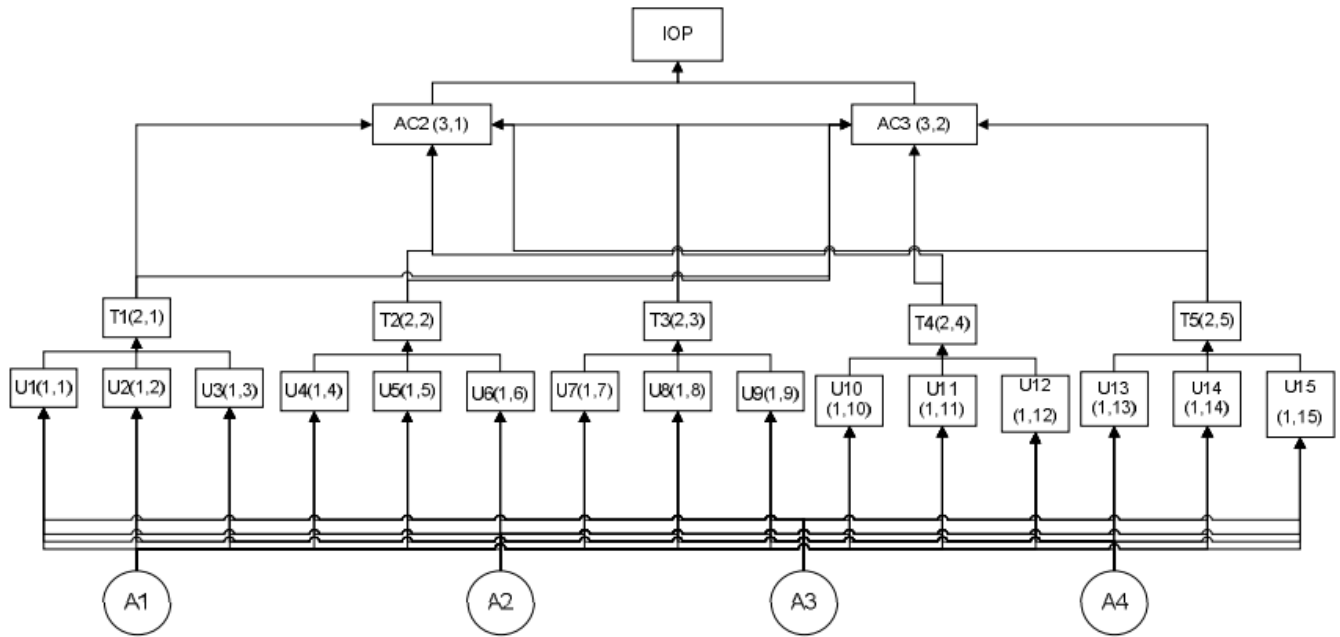 IOP
AC2 (3,1)
AC3 (3,2)
T1(2,1)
T2(2,2)
T3(2,3)
T4(2,4)
T5(2,5)
U1(1,1)
U2(1,2)
U3(1,3)
U4(1,4)
U5(1,5)
U6(1,6)
U7(1,7)
U8(1,8)
U9(1,9)
U10
(1,10)
U11
(1,11)
U12
(1,12)
U13
(1,13)
U14
(1,14)
U15
(1,15)
A1
A2
A3
A4